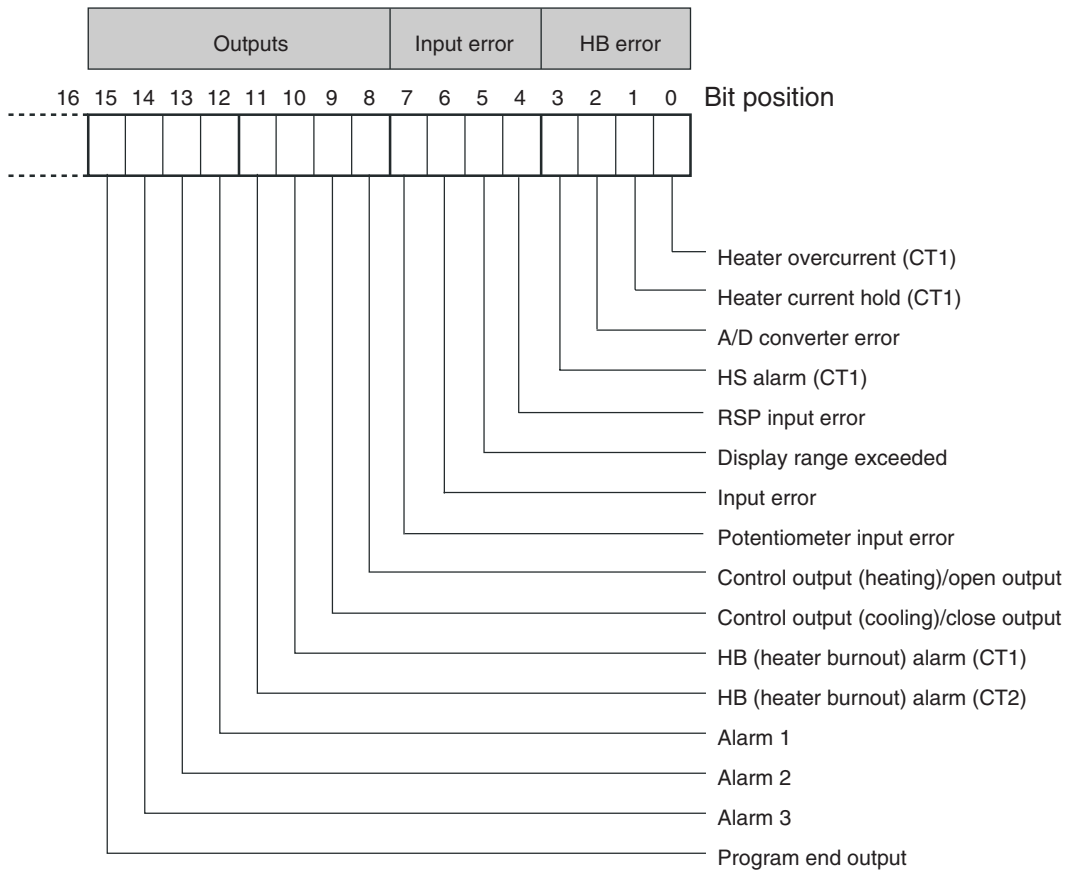 Outputs Input error HB error
16 15 14 13 12 11 10 9 8 7 6 5 4 3 2 1 0 Bit position
Heater overcurrent (CT1)
Heater current hold (CT1)
A/D converter error
HS alarm (CT1)
RSP input error
Display range exceeded
Input error
Potentiometer input error
Control output (heating)/open output
Control output (cooling)/close output
HB (heater burnout) alarm (CT1)
HB (heater burnout) alarm (CT2)
Alarm 1
Alarm 2
Alarm 3
Program end output